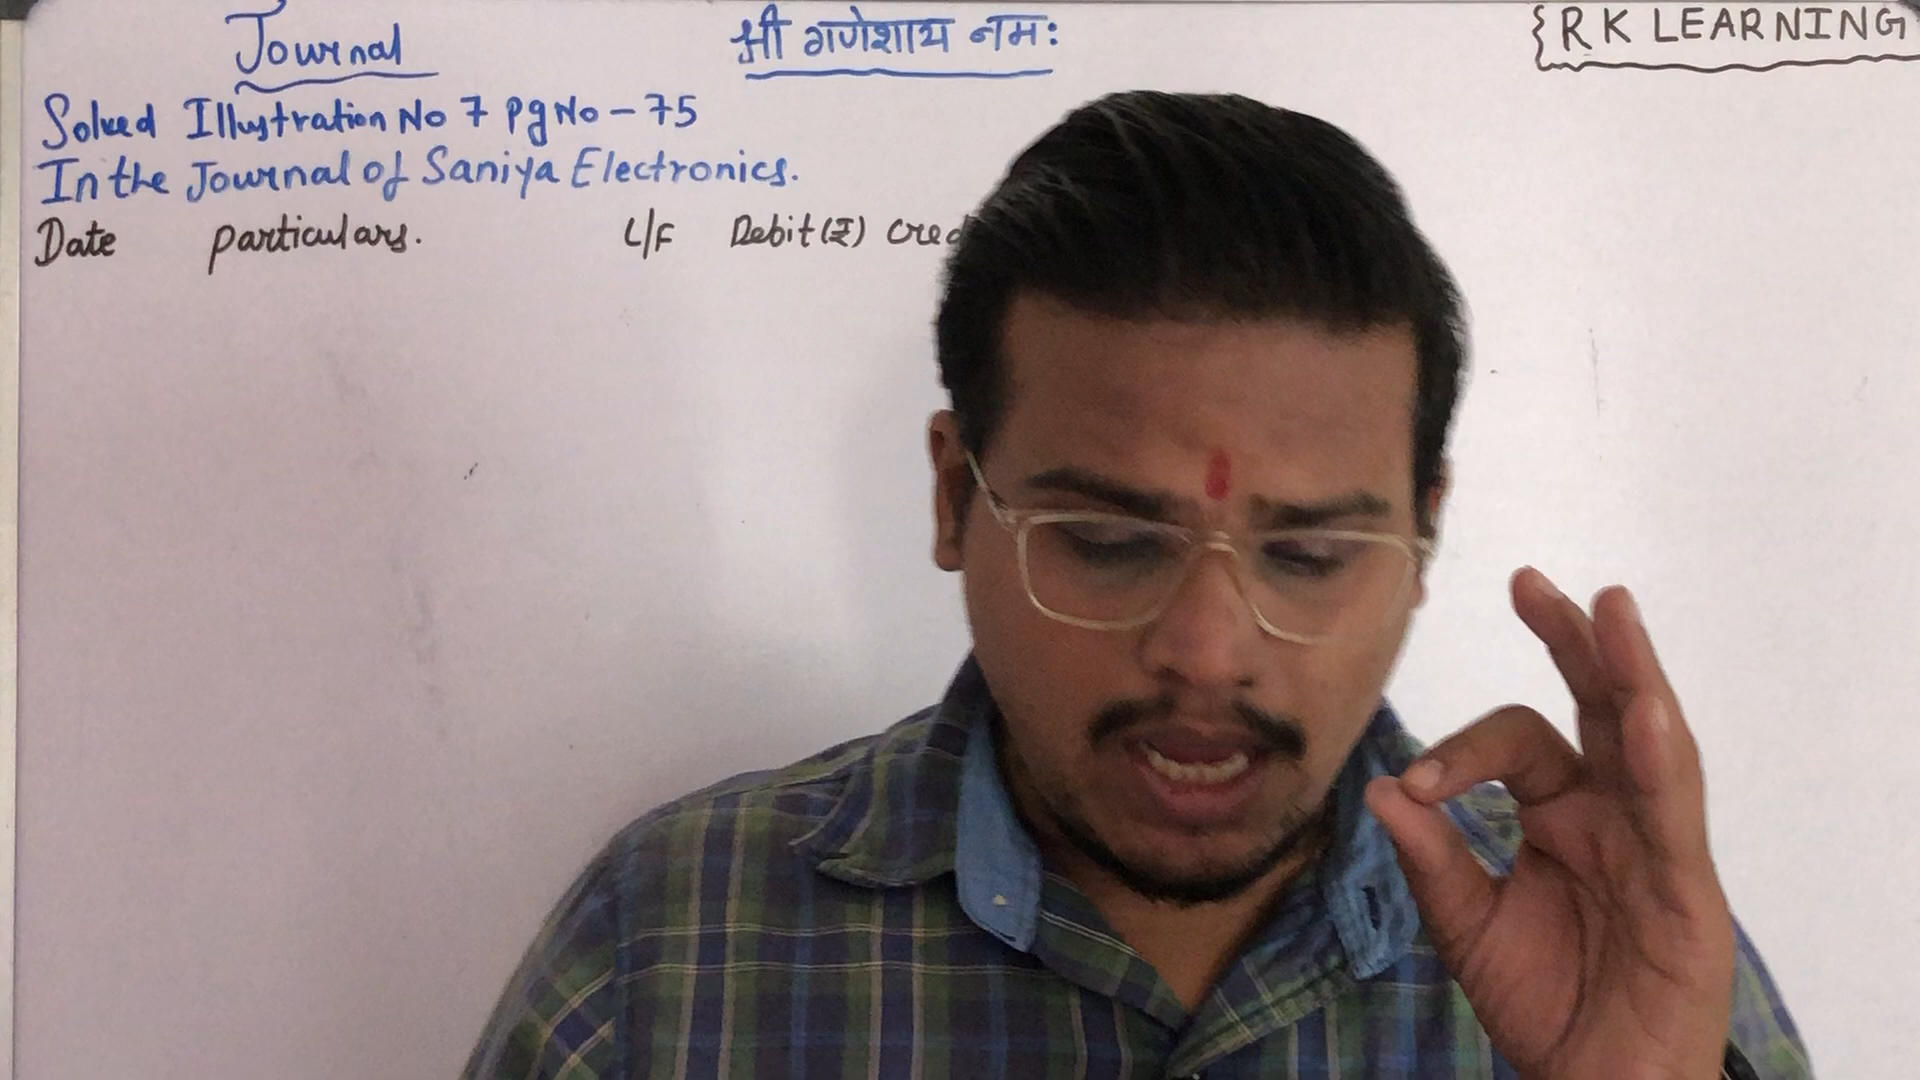 Journal
श्री गणेशाय नमः
{R K LEARNING
Solved Illustration No 7 Pg No - 75
In the Journal of Saniya Electronics.
Date particulars. L/F Debit(₹) Cred